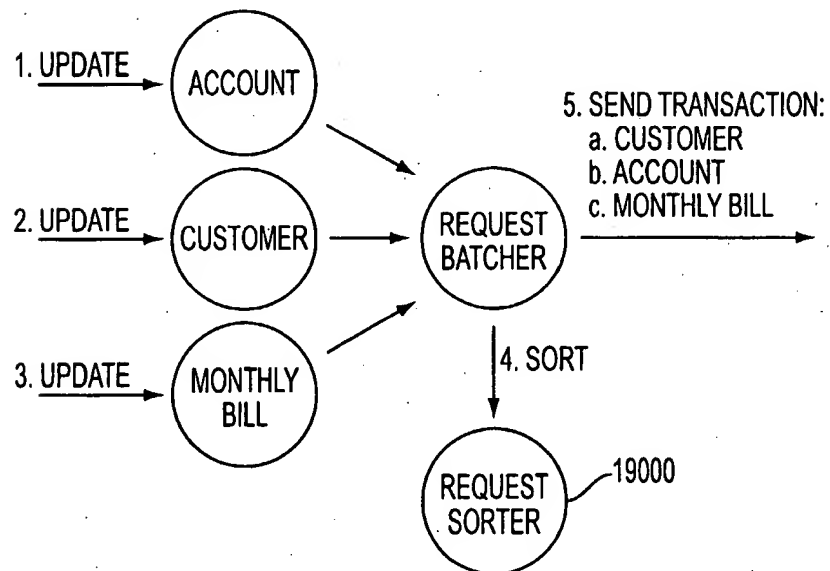 1. UPDATE
ACCOUNT
2. UPDATE
CUSTOMER
3. UPDATE
MONTHLY
BILL
REQUEST
BATCHER
5. SEND TRANSACTION:
a. CUSTOMER
b. ACCOUNT
c. MONTHLY BILL
4. SORT
REQUEST
SORTER
19000